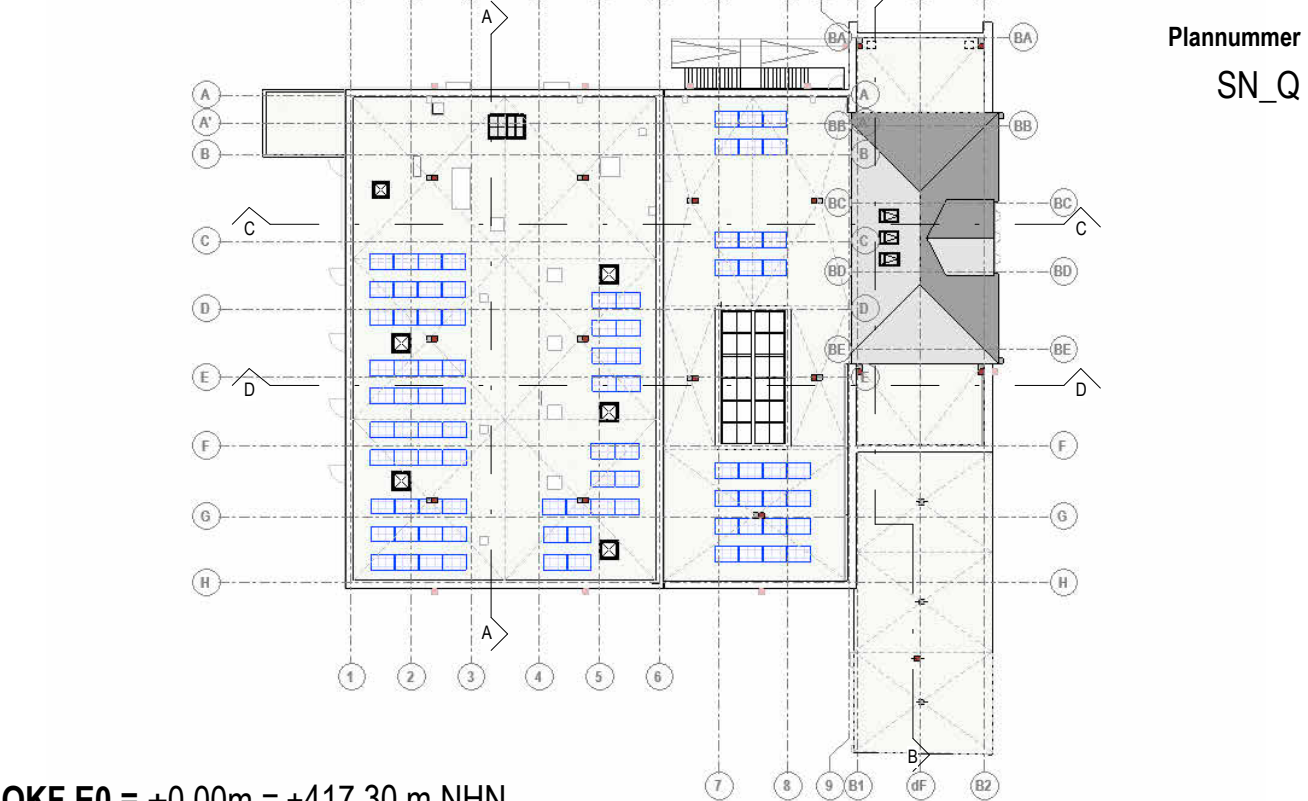 A
BA BA
Plannummer
SN_Q
A A
A' A'
BB BB
B B
BC BC
C C
C C
BD BD
D D
BE BE
E E
D D
F F
G G
H H
A
1 2 3 4 5 6
B
7 8 9 B1 dF B2
OKF E0 = ±0,00m = +417,30 m NHN